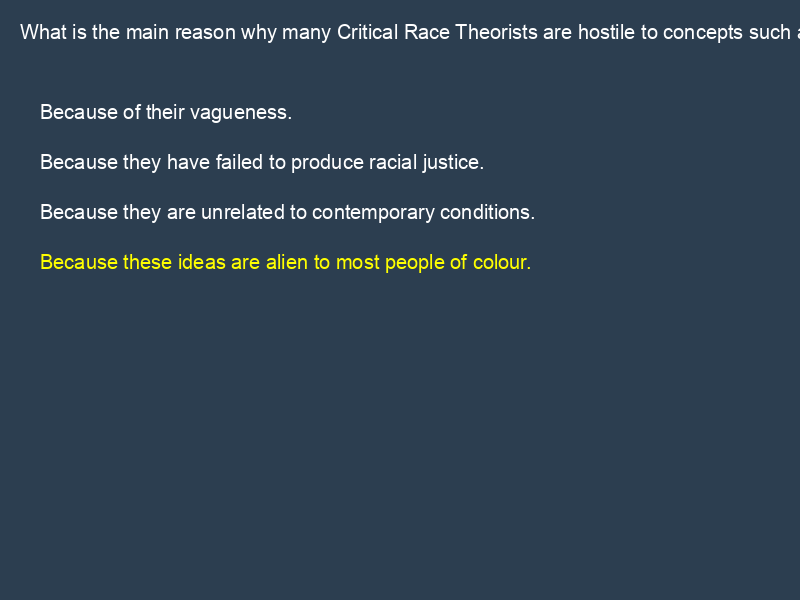 What is the main reason why many Critical Race Theorists are hostile to concepts such
Because of their vagueness.
Because they have failed to produce racial justice.
Because they are unrelated to contemporary conditions.
Because these ideas are alien to most people of colour.